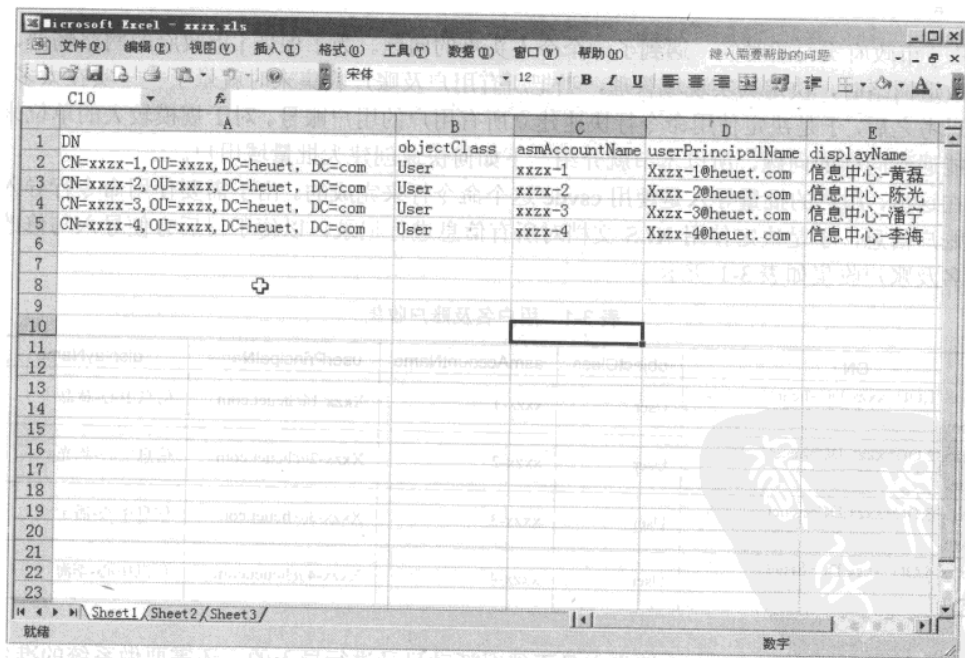 Microsoft Excel - xxzx.xls
文件(F) 编辑(E) 视图(V) 插入(I) 格式(O) 工具(T) 数据(D) 窗口(W) 帮助(H) 键入需要帮助的问题
宋体 12 B I U
C10 fx
A B C D E
1 DN objectClass asmAccountName userPrincipalName displayName
2 CN=xxzx-1,OU=xxzx,DC=heuet, DC=com User xxzx-1 Xxzx-1@heuet.com 信息中心-黄磊
3 CN=xxzx-2,OU=xxzx,DC=heuet, DC=com User xxzx-2 Xxzx-2@heuet.com 信息中心-陈光
4 CN=xxzx-3,OU=xxzx,DC=heuet, DC=com User xxzx-3 Xxzx-3@heuet.com 信息中心-潘宁
5 CN=xxzx-4,OU=xxzx,DC=heuet, DC=com User xxzx-4 Xxzx-4@heuet.com 信息中心-李海
6
7
8
9
10
11
12
13
14
15
16
17
18
19
20
21
22
23
Sheet1 Sheet2 Sheet3
就绪 数字